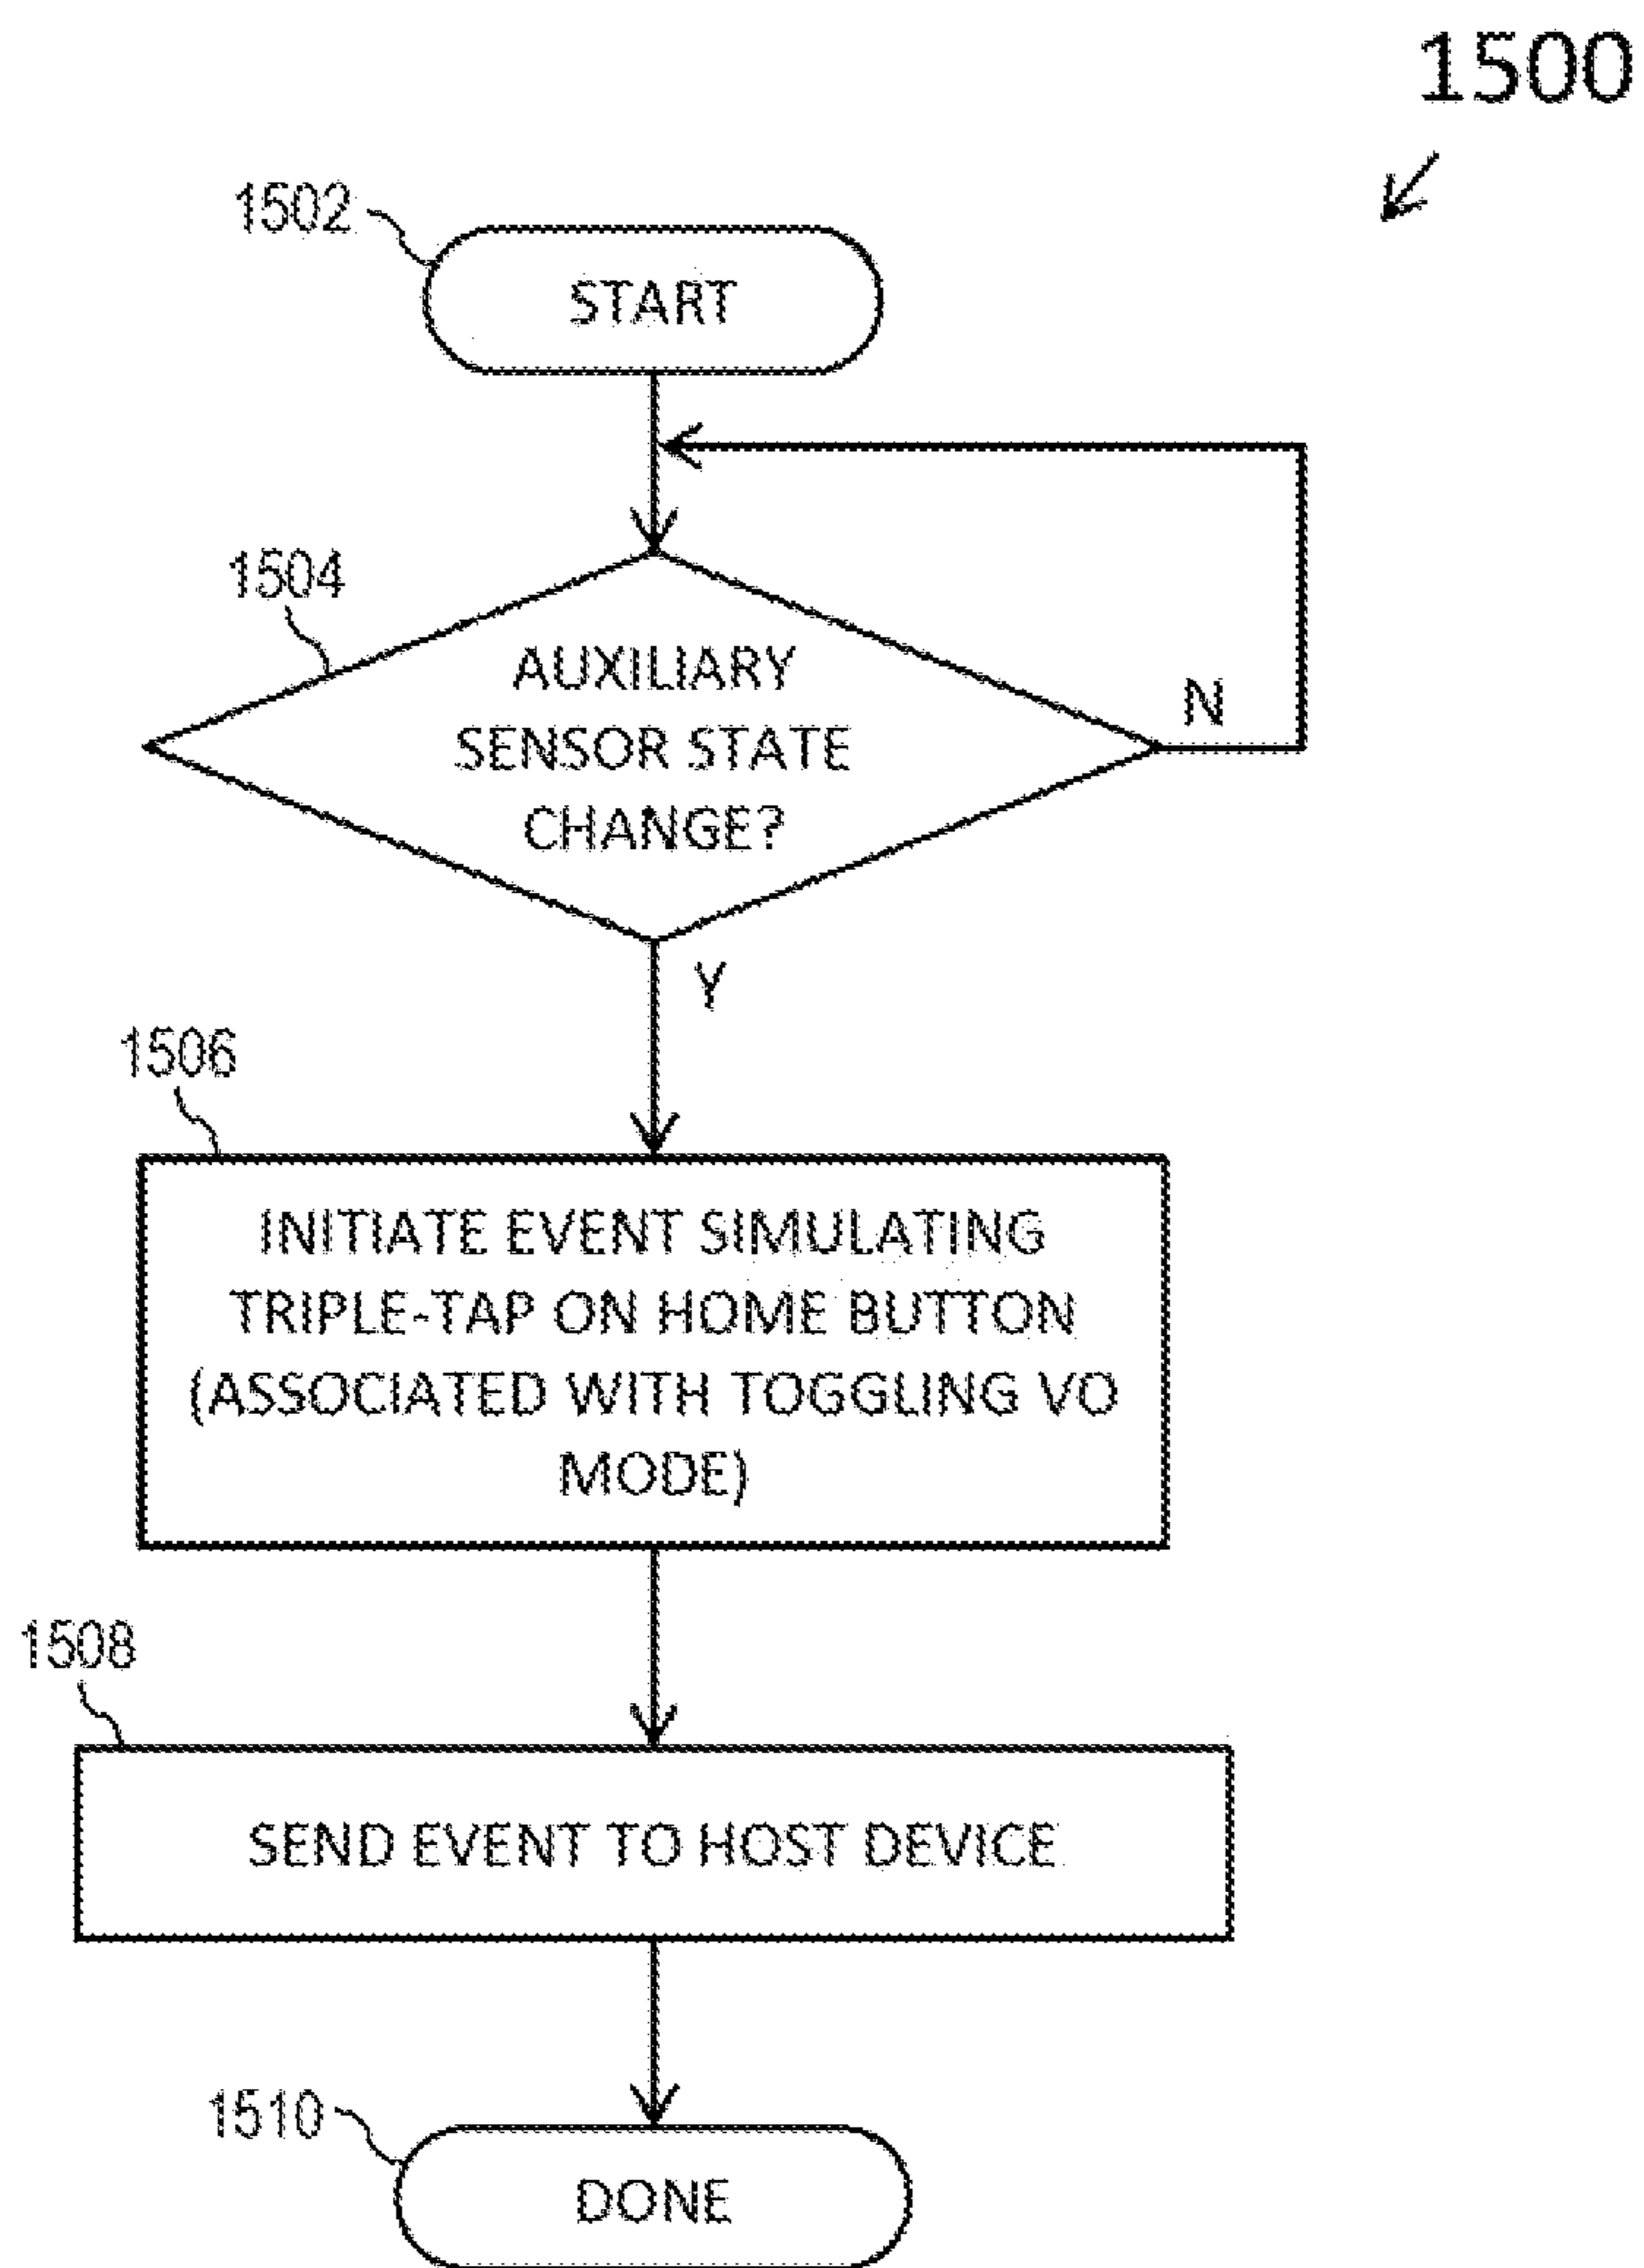 1500
1502
START
1504
AUXILIARY
SENSOR STATE
CHANGE?
N
Y
1506
INITIATE EVENT SIMULATING
TRIPLE-TAP ON HOME BUTTON
(ASSOCIATED WITH TOGGLING VO
MODE)
1508
SEND EVENT TO HOST DEVICE
1510
DONE